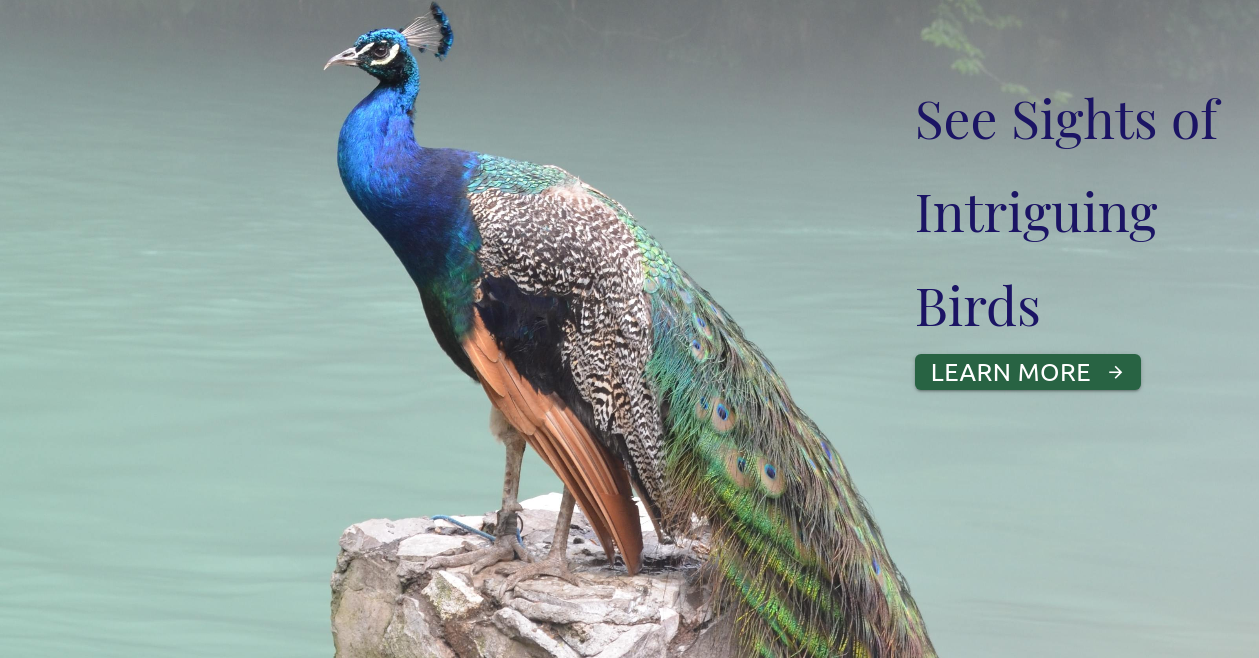 See Sights of
Intriguing
Birds
LEARN MORE →